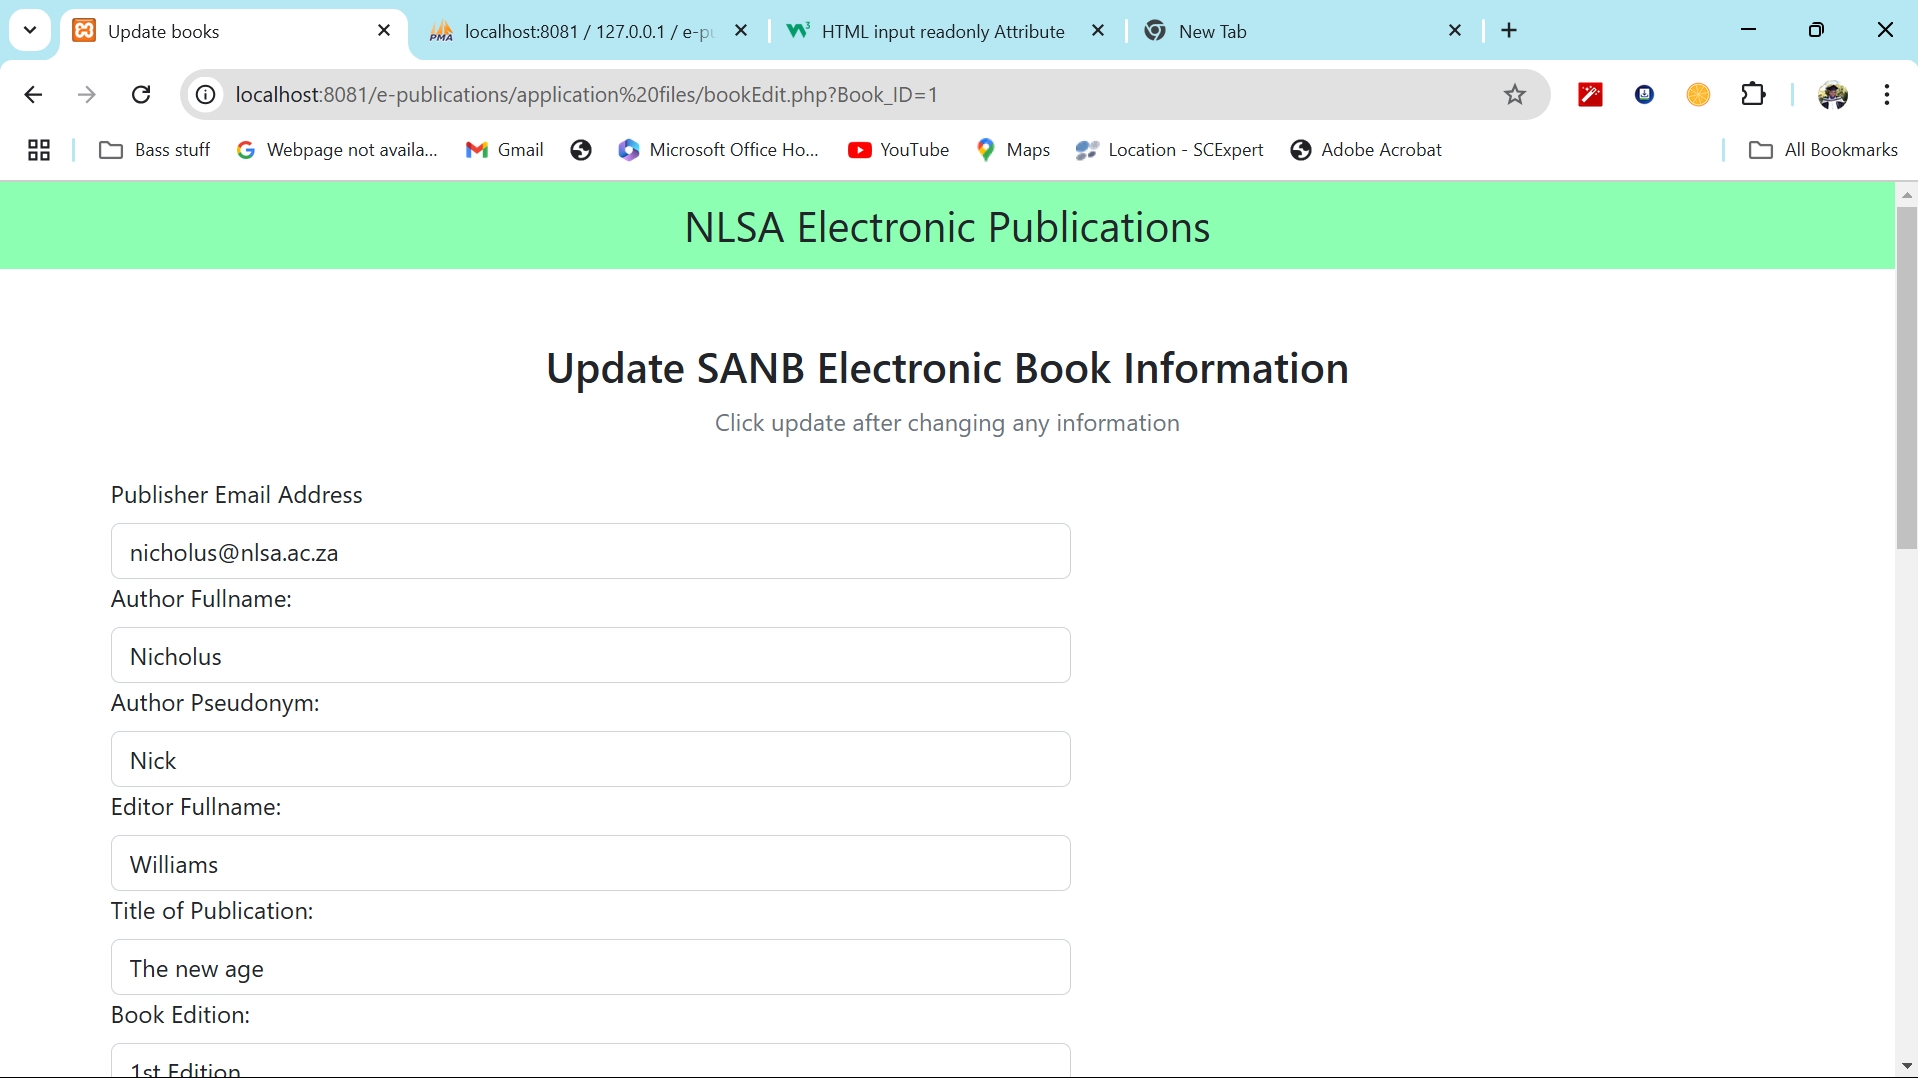 Update books
localhost:8081 / 127.0.0.1 / e-pu
HTML input readonly Attribute
New Tab
localhost:8081/e-publications/application%20files/bookEdit.php?Book_ID=1
Bass stuff
Webpage not availa...
Gmail
Microsoft Office Ho...
YouTube
Maps
Location - SCExpert
Adobe Acrobat
All Bookmarks
NLSA Electronic Publications
Update SANB Electronic Book Information
Click update after changing any information
Publisher Email Address
nicholus@nlsa.ac.za
Author Fullname:
Nicholus
Author Pseudonym:
Nick
Editor Fullname:
Williams
Title of Publication:
The new age
Book Edition:
1st Edition